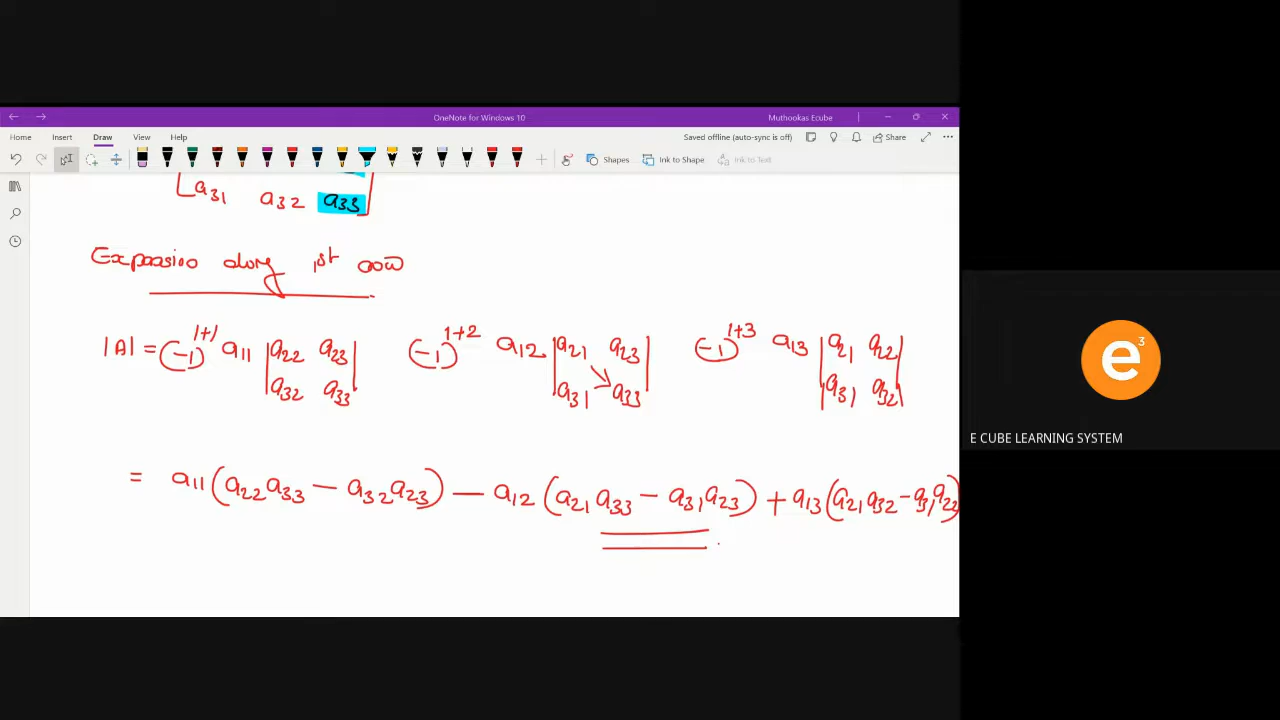 OneNote for Windows 10
Muthookas Ecube
Home Insert Draw View Help
Saved offline (auto-sync is off)
Share
Shapes
Ink to Shape
Ink to Text
a31 a32 a33
Expansion along 1st row
|A| = (-1)^1+1 a11 |a22 a23 (-1)^1+2 a12 |a21 a23| (-1)^1+3 a13 |a21 a22|
a32 a33| |a31 a33| |a31 a32|
= a11(a22a33 - a32a23) - a12(a21a33 - a31a23) + a13(a21a32 - a31a22)
e3
E CUBE LEARNING SYSTEM